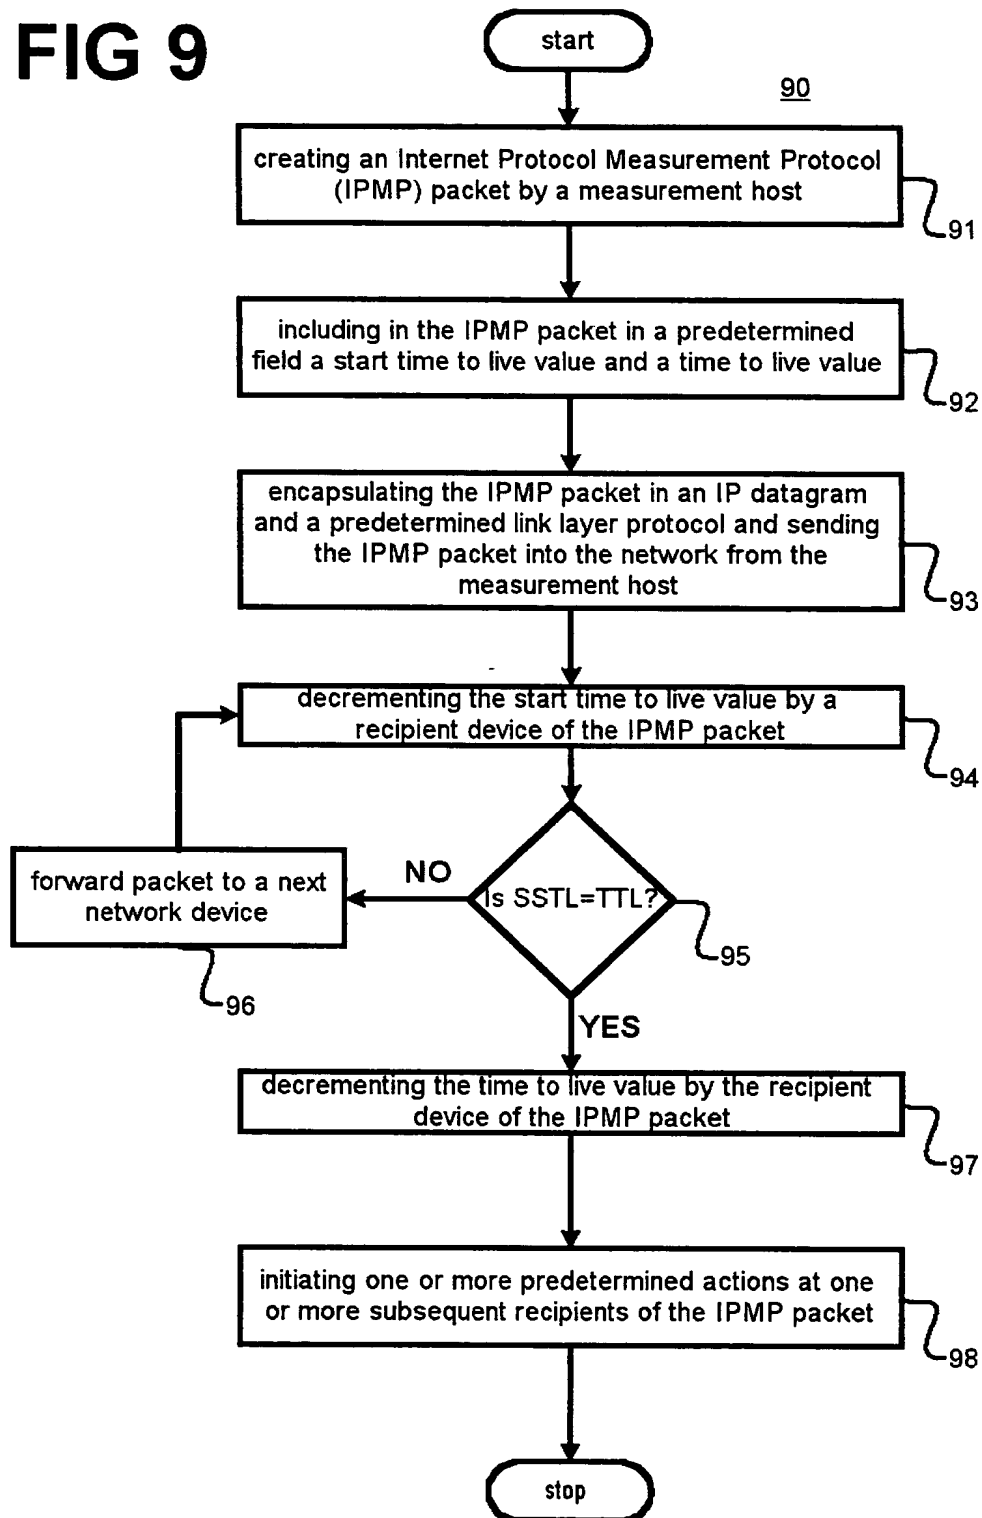 FIG 9
start
90
creating an Internet Protocol Measurement Protocol
(IPMP) packet by a measurement host
91
including in the IPMP packet in a predetermined
field a start time to live value and a time to live value
92
encapsulating the IPMP packet in an IP datagram
and a predetermined link layer protocol and sending
the IPMP packet into the network from the
measurement host
93
decrementing the start time to live value by a
recipient device of the IPMP packet
94
Is SSTL=TTL?
95
NO
forward packet to a next
network device
96
YES
decrementing the time to live value by the recipient
device of the IPMP packet
97
initiating one or more predetermined actions at one
or more subsequent recipients of the IPMP packet
98
stop